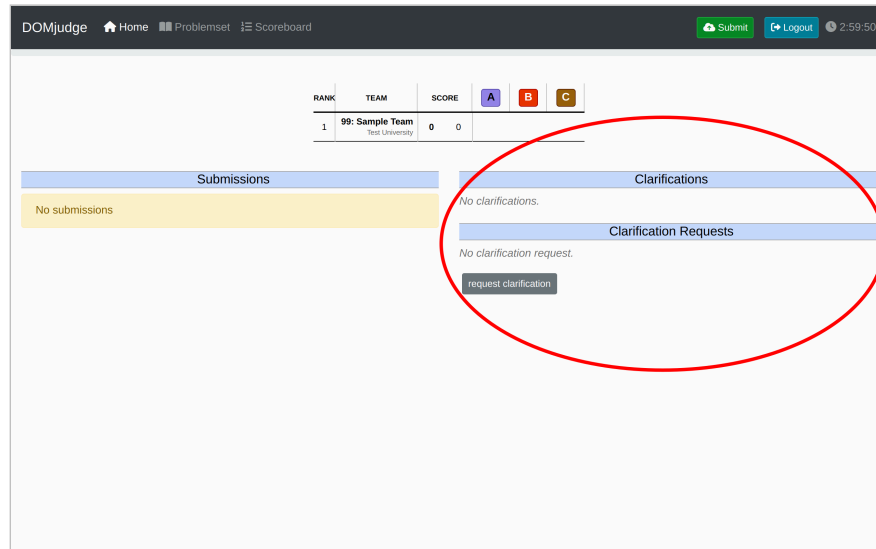 DOMjudge Home Problemset Scoreboard Submit Logout 2:59:50
RANK TEAM SCORE A B C
1 99: Sample Team 0 0
Test University
Submissions
No submissions
Clarifications
No clarifications.
Clarification Requests
No clarification request.
request clarification